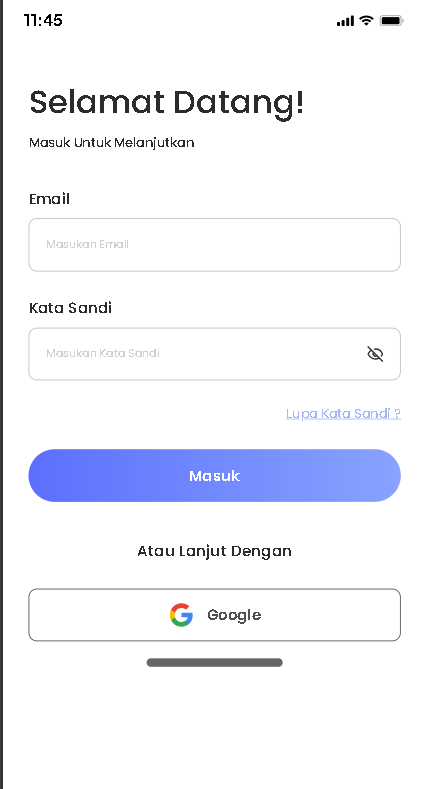 11:45
Selamat Datang!
Masuk Untuk Melanjutkan
Email
Masukan Email
Kata Sandi
Masukan Kata Sandi
Lupa Kata Sandi ?
Masuk
Atau Lanjut Dengan
Google